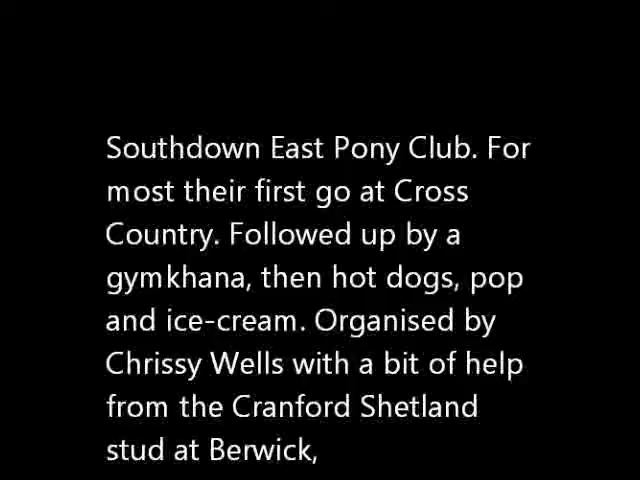 Southdown East Pony Club. For
most their first go at Cross
Country. Followed up by a
gymkhana, then hot dogs, pop
and ice-cream. Organised by
Chrissy Wells with a bit of help
from the Cranford Shetland
stud at Berwick,